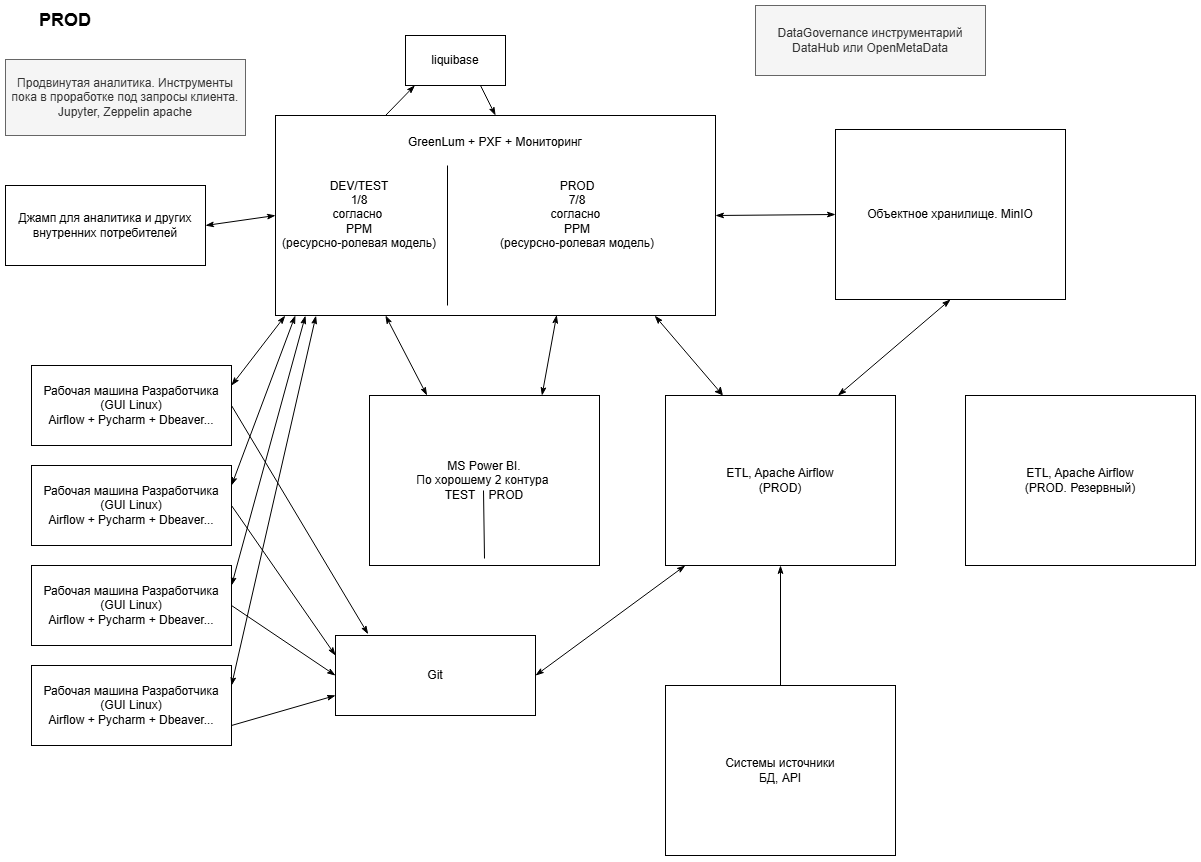 PROD
DataGovernance инструментарий
DataHub или OpenMetaData
liquibase
Продвинутая аналитика. Инструменты
пока в проработке под запросы клиента.
Jupyter, Zeppelin apache
GreenLum + PXF + Мониторинг
DEV/TEST
1/8
согласно
РРМ
(ресурсно-ролевая модель)
PROD
7/8
согласно
РРМ
(ресурсно-ролевая модель)
Джамп для аналитика и других
внутренних потребителей
Объектное хранилище. MinIO
Рабочая машина Разработчика
(GUI Linux)
Airflow + Pycharm + Dbeaver...
Рабочая машина Разработчика
(GUI Linux)
Airflow + Pycharm + Dbeaver...
Рабочая машина Разработчика
(GUI Linux)
Airflow + Pycharm + Dbeaver...
Рабочая машина Разработчика
(GUI Linux)
Airflow + Pycharm + Dbeaver...
MS Power BI.
По хорошему 2 контура
TEST PROD
ETL, Apache Airflow
(PROD)
ETL, Apache Airflow
(PROD. Резервный)
Git
Системы источники
БД, API